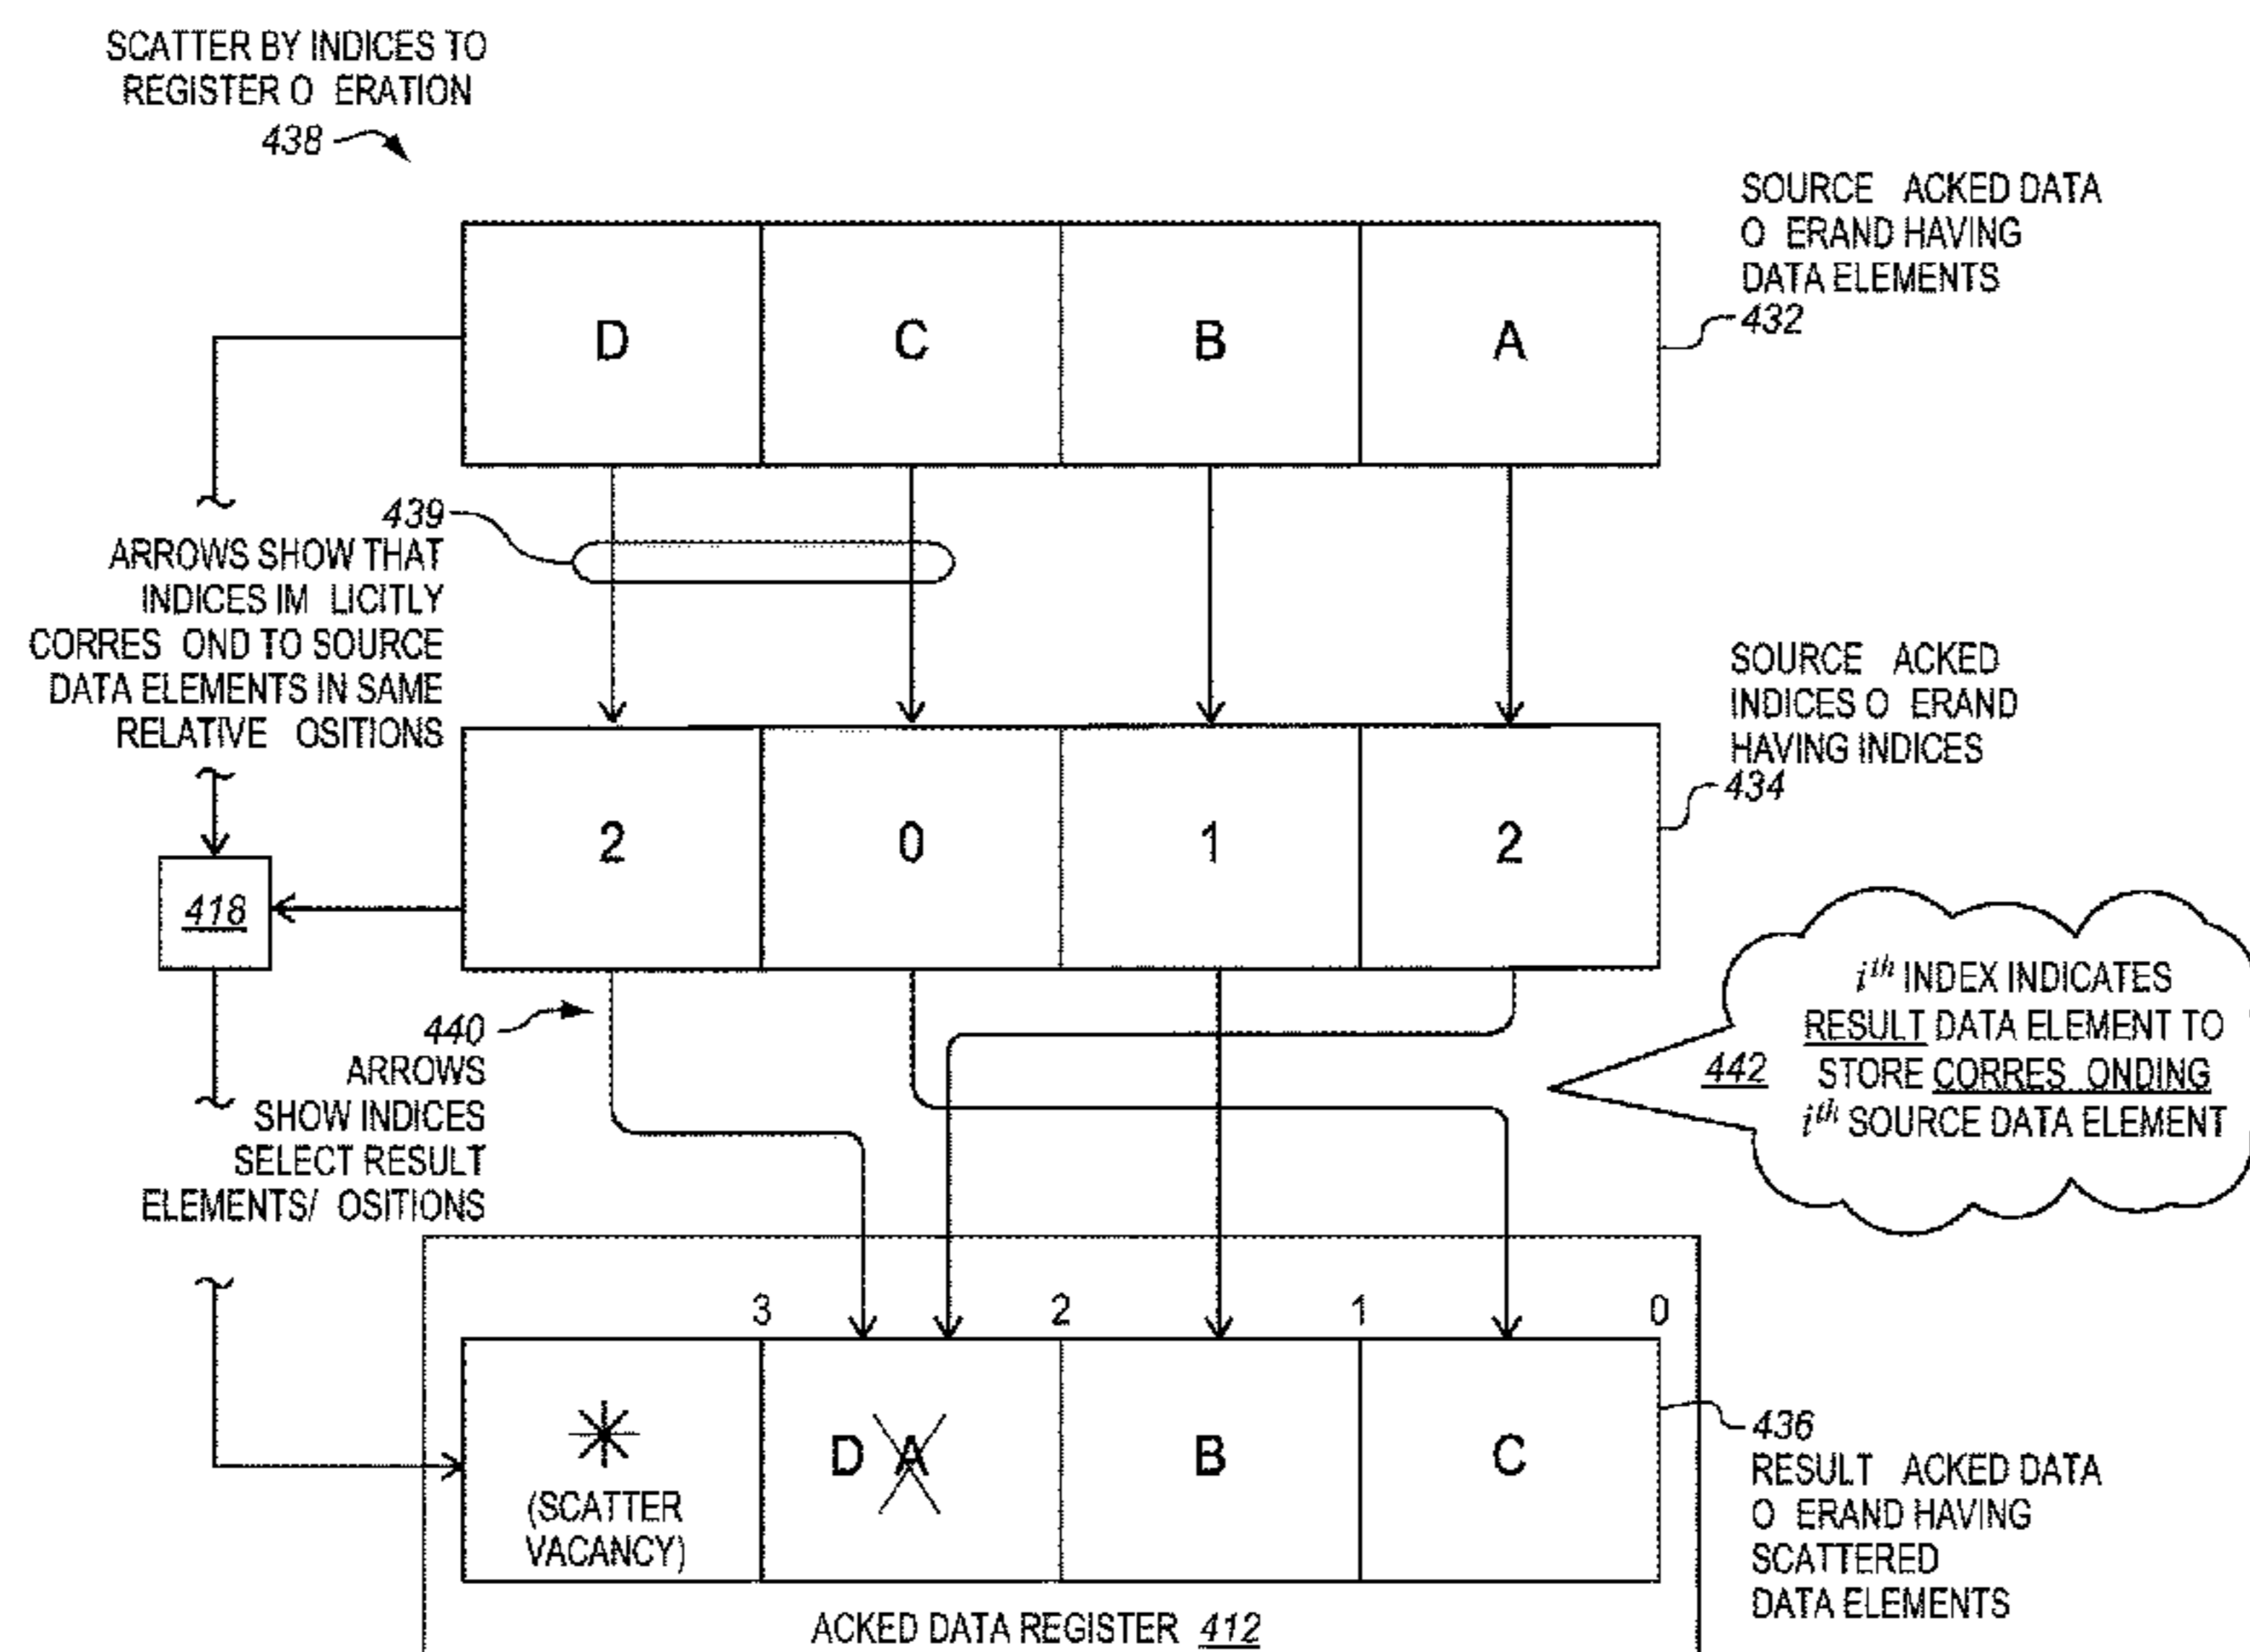 SCATTER BY INDICES TO
REGISTER O ERATION
438
SOURCE ACKED DATA
O ERAND HAVING
DATA ELEMENTS
432
D C B A
439
ARROWS SHOW THAT
INDICES IM LICITLY
CORRES OND TO SOURCE
DATA ELEMENTS IN SAME
RELATIVE OSITIONS
SOURCE ACKED
INDICES O ERAND
HAVING INDICES
434
2 0 1 2
418
440
ARROWS
SHOW INDICES
SELECT RESULT
ELEMENTS/ OSITIONS
ith INDEX INDICATES
RESULT DATA ELEMENT TO
442 STORE CORRES ONDING
ith SOURCE DATA ELEMENT
3 2 1 0
* D A B C
(SCATTER
VACANCY)
436
RESULT ACKED DATA
O ERAND HAVING
SCATTERED
DATA ELEMENTS
ACKED DATA REGISTER 412